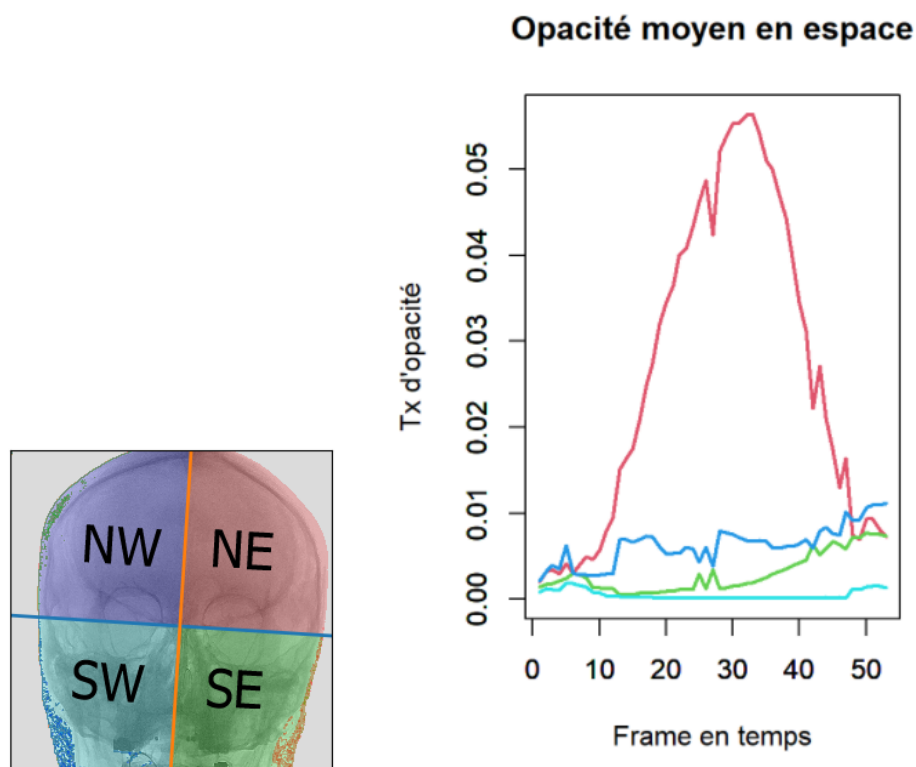 Opacité moyen en espace
Tx d'opacité
0.05
0.04
0.03
0.02
0.01
0.00
0 10 20 30 40 50
Frame en temps
NW NE
SW SE